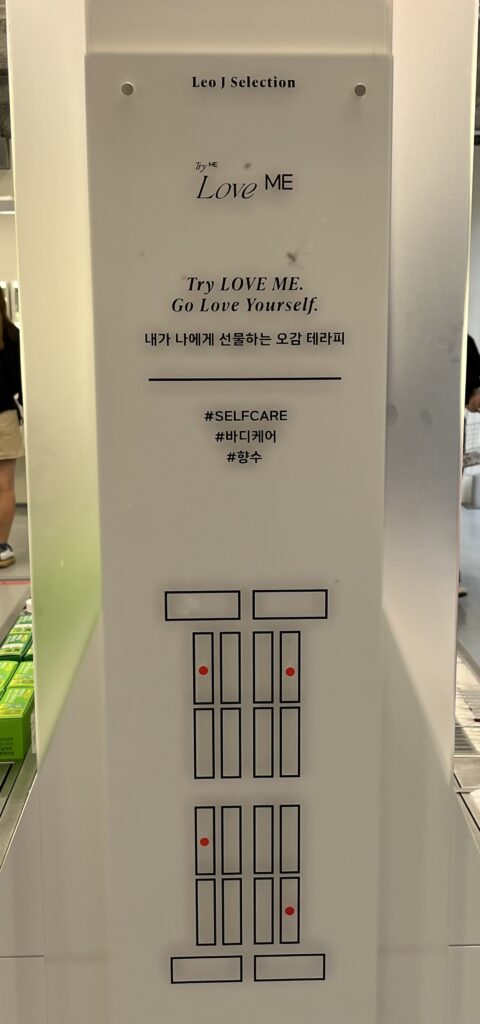 Leo J Selection
Try ME
Love ME
Try LOVE ME.
Go Love Yourself.
내가 나에게 선물하는 오감 테라피
#SELFCARE
#바디케어
#향수